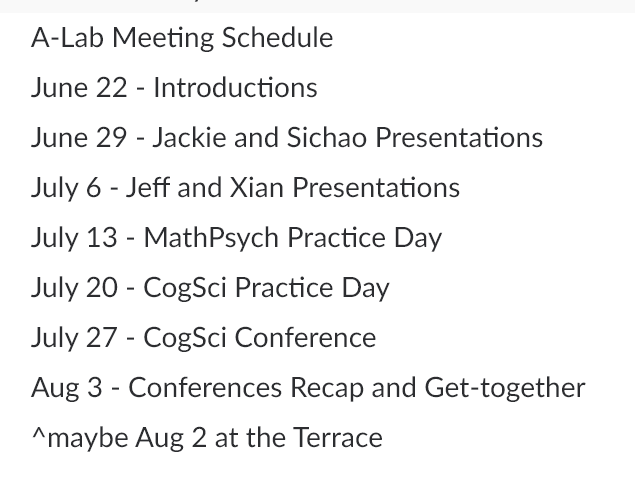 A-Lab Meeting Schedule
June 22 - Introductions
June 29 - Jackie and Sichao Presentations
July 6 - Jeff and Xian Presentations
July 13 - MathPsych Practice Day
July 20 - CogSci Practice Day
July 27 - CogSci Conference
Aug 3 - Conferences Recap and Get-together
^maybe Aug 2 at the Terrace